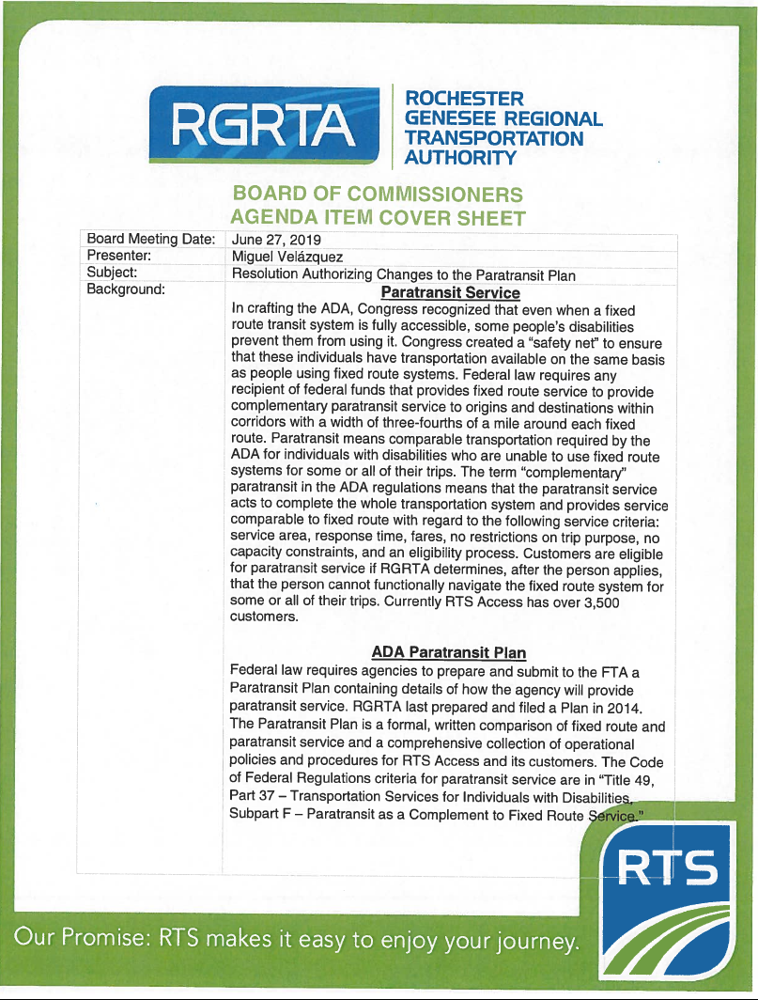 RGRTA
ROCHESTER
GENESEE REGIONAL
TRANSPORTATION
AUTHORITY
BOARD OF COMMISSIONERS
AGENDA ITEM COVER SHEET
Board Meeting Date: June 27, 2019
Presenter: Miguel Velázquez
Subject: Resolution Authorizing Changes to the Paratransit Plan
Background: Paratransit Service
In crafting the ADA, Congress recognized that even when a fixed
route transit system is fully accessible, some people's disabilities
prevent them from using it. Congress created a "safety net" to ensure
that these individuals have transportation available on the same basis
as people using fixed route systems. Federal law requires any
recipient of federal funds that provides fixed route service to provide
complementary paratransit service to origins and destinations within
corridors with a width of three-fourths of a mile around each fixed
route. Paratransit means comparable transportation required by the
ADA for individuals with disabilities who are unable to use fixed route
systems for some or all of their trips. The term "complementary"
paratransit in the ADA regulations means that the paratransit service
acts to complete the whole transportation system and provides service
comparable to fixed route with regard to the following service criteria:
service area, response time, fares, no restrictions on trip purpose, no
capacity constraints, and an eligibility process. Customers are eligible
for paratransit service if RGRTA determines, after the person applies,
that the person cannot functionally navigate the fixed route system for
some or all of their trips. Currently RTS Access has over 3,500
customers.
ADA Paratransit Plan
Federal law requires agencies to prepare and submit to the FTA a
Paratransit Plan containing details of how the agency will provide
paratransit service. RGRTA last prepared and filed a Plan in 2014.
The Paratransit Plan is a formal, written comparison of fixed route and
paratransit service and a comprehensive collection of operational
policies and procedures for RTS Access and its customers. The Code
of Federal Regulations criteria for paratransit service are in "Title 49,
Part 37 – Transportation Services for Individuals with Disabilities,
Subpart F – Paratransit as a Complement to Fixed Route Service."
RTS
Our Promise: RTS makes it easy to enjoy your journey.